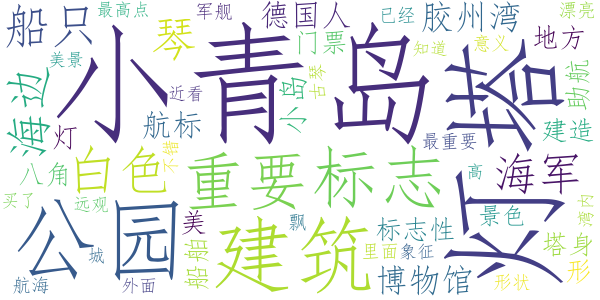 船只
最高点
军舰
德国人
已经
胶州湾
漂亮
美景
琴
门票
知道
意义
地方
小青岛
灯塔
海边
近看
古琴
小岛
助航
灯
航标
最重要
建造
八角
白色
不错
重要标志
高
海军
买了
远观
公园
美
建筑
飘
标志性
景色
湾内
塔身
船舶
里面
象征
形
航海
城
外面
博物馆
形状